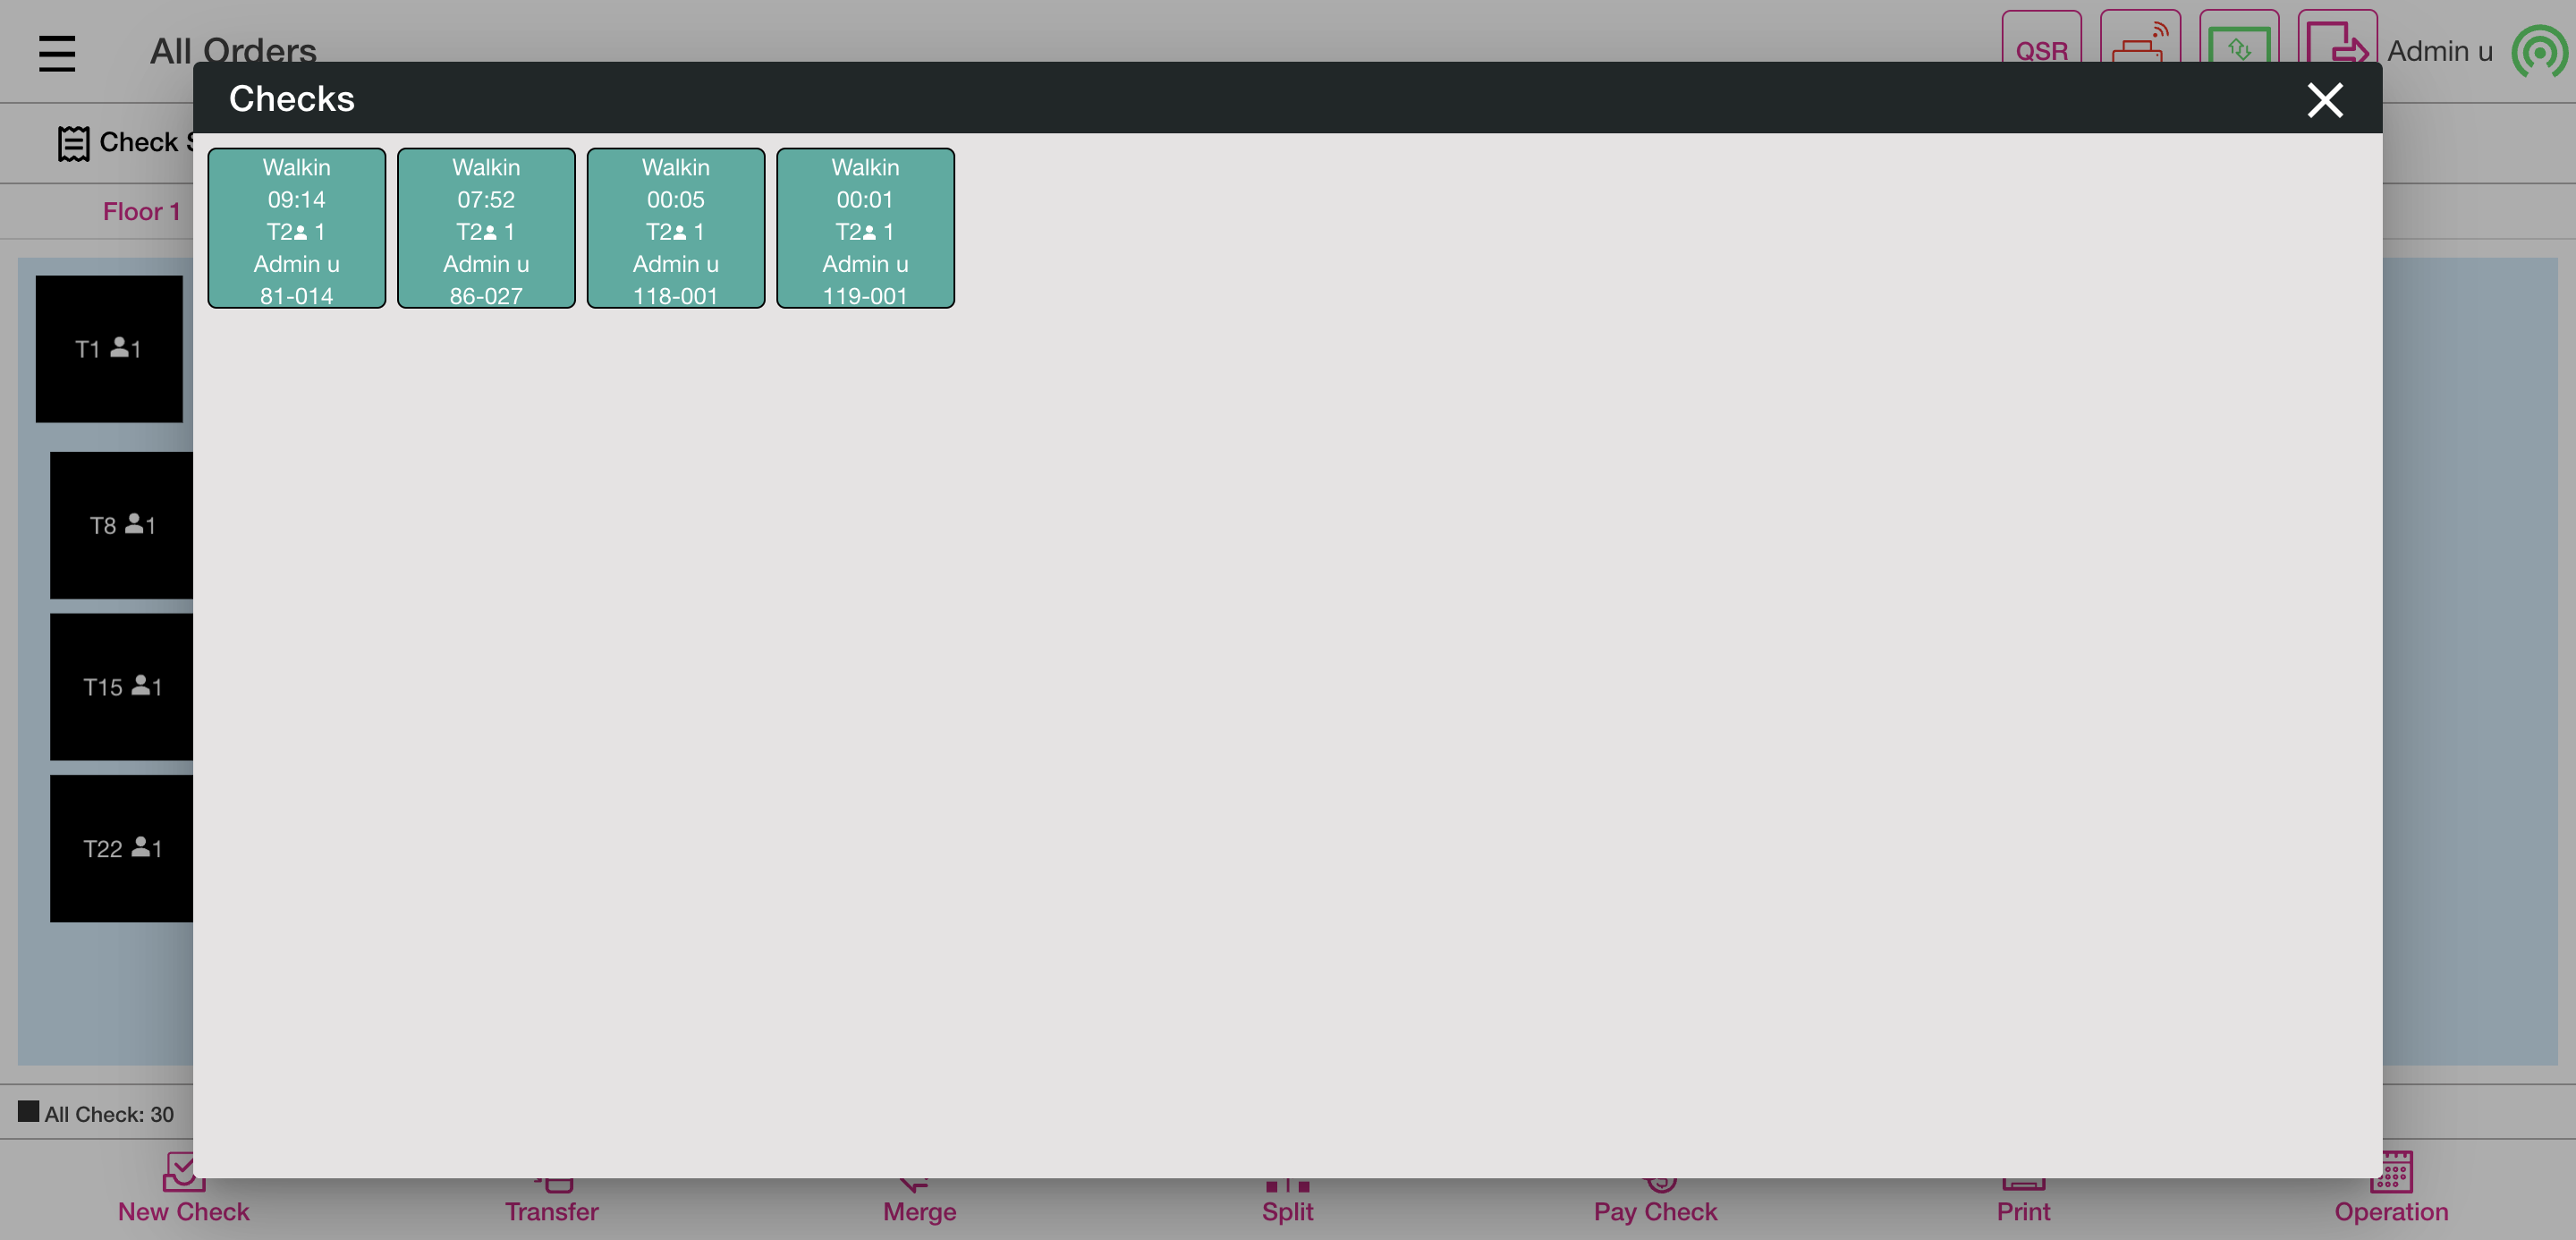 All Orders
QSR
Admin u
Checks
Check
Floor 1
Walkin
09:14
T2 1
Admin u
81-014
Walkin
07:52
T2 1
Admin u
86-027
Walkin
00:05
T2 1
Admin u
118-001
Walkin
00:01
T2 1
Admin u
119-001
T1 1
T8 1
T15 1
T22 1
All Check: 30
New Check
Transfer
Merge
Split
Pay Check
Print
Operation